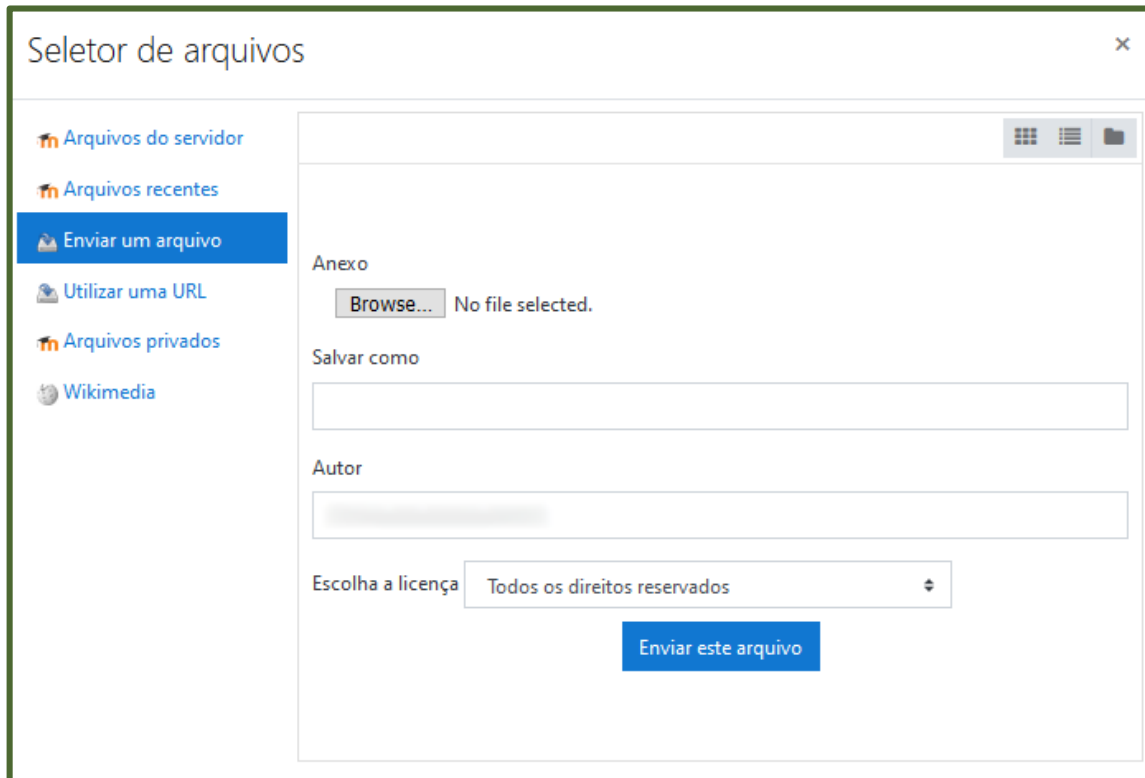 Seletor de arquivos
×
Arquivos do servidor
Arquivos recentes
Enviar um arquivo
Utilizar uma URL
Arquivos privados
Wikimedia
Anexo
Browse... No file selected.
Salvar como
Autor
Escolha a licença Todos os direitos reservados
Enviar este arquivo